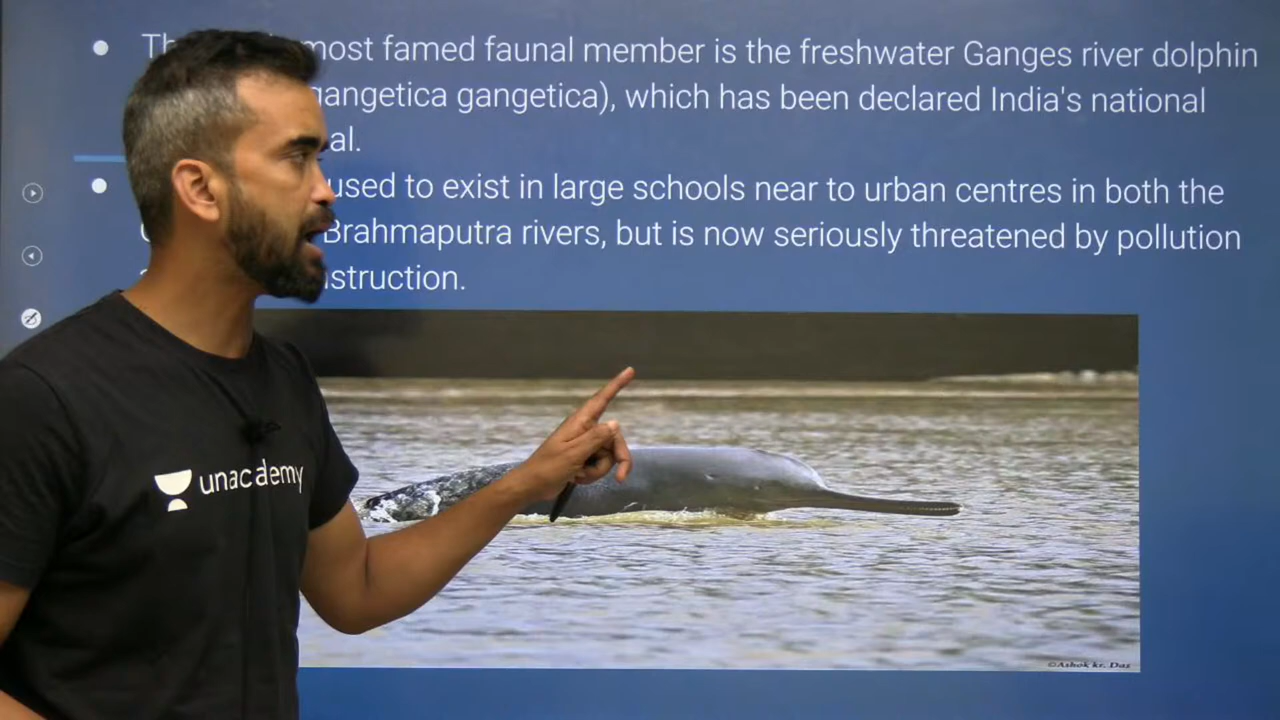 most famed faunal member is the freshwater Ganges river dolphin
gangetica gangetica), which has been declared India's national
al.
used to exist in large schools near to urban centres in both the
Brahmaputra rivers, but is now seriously threatened by pollution
struction.
unacademy
©Ashok kr. Das